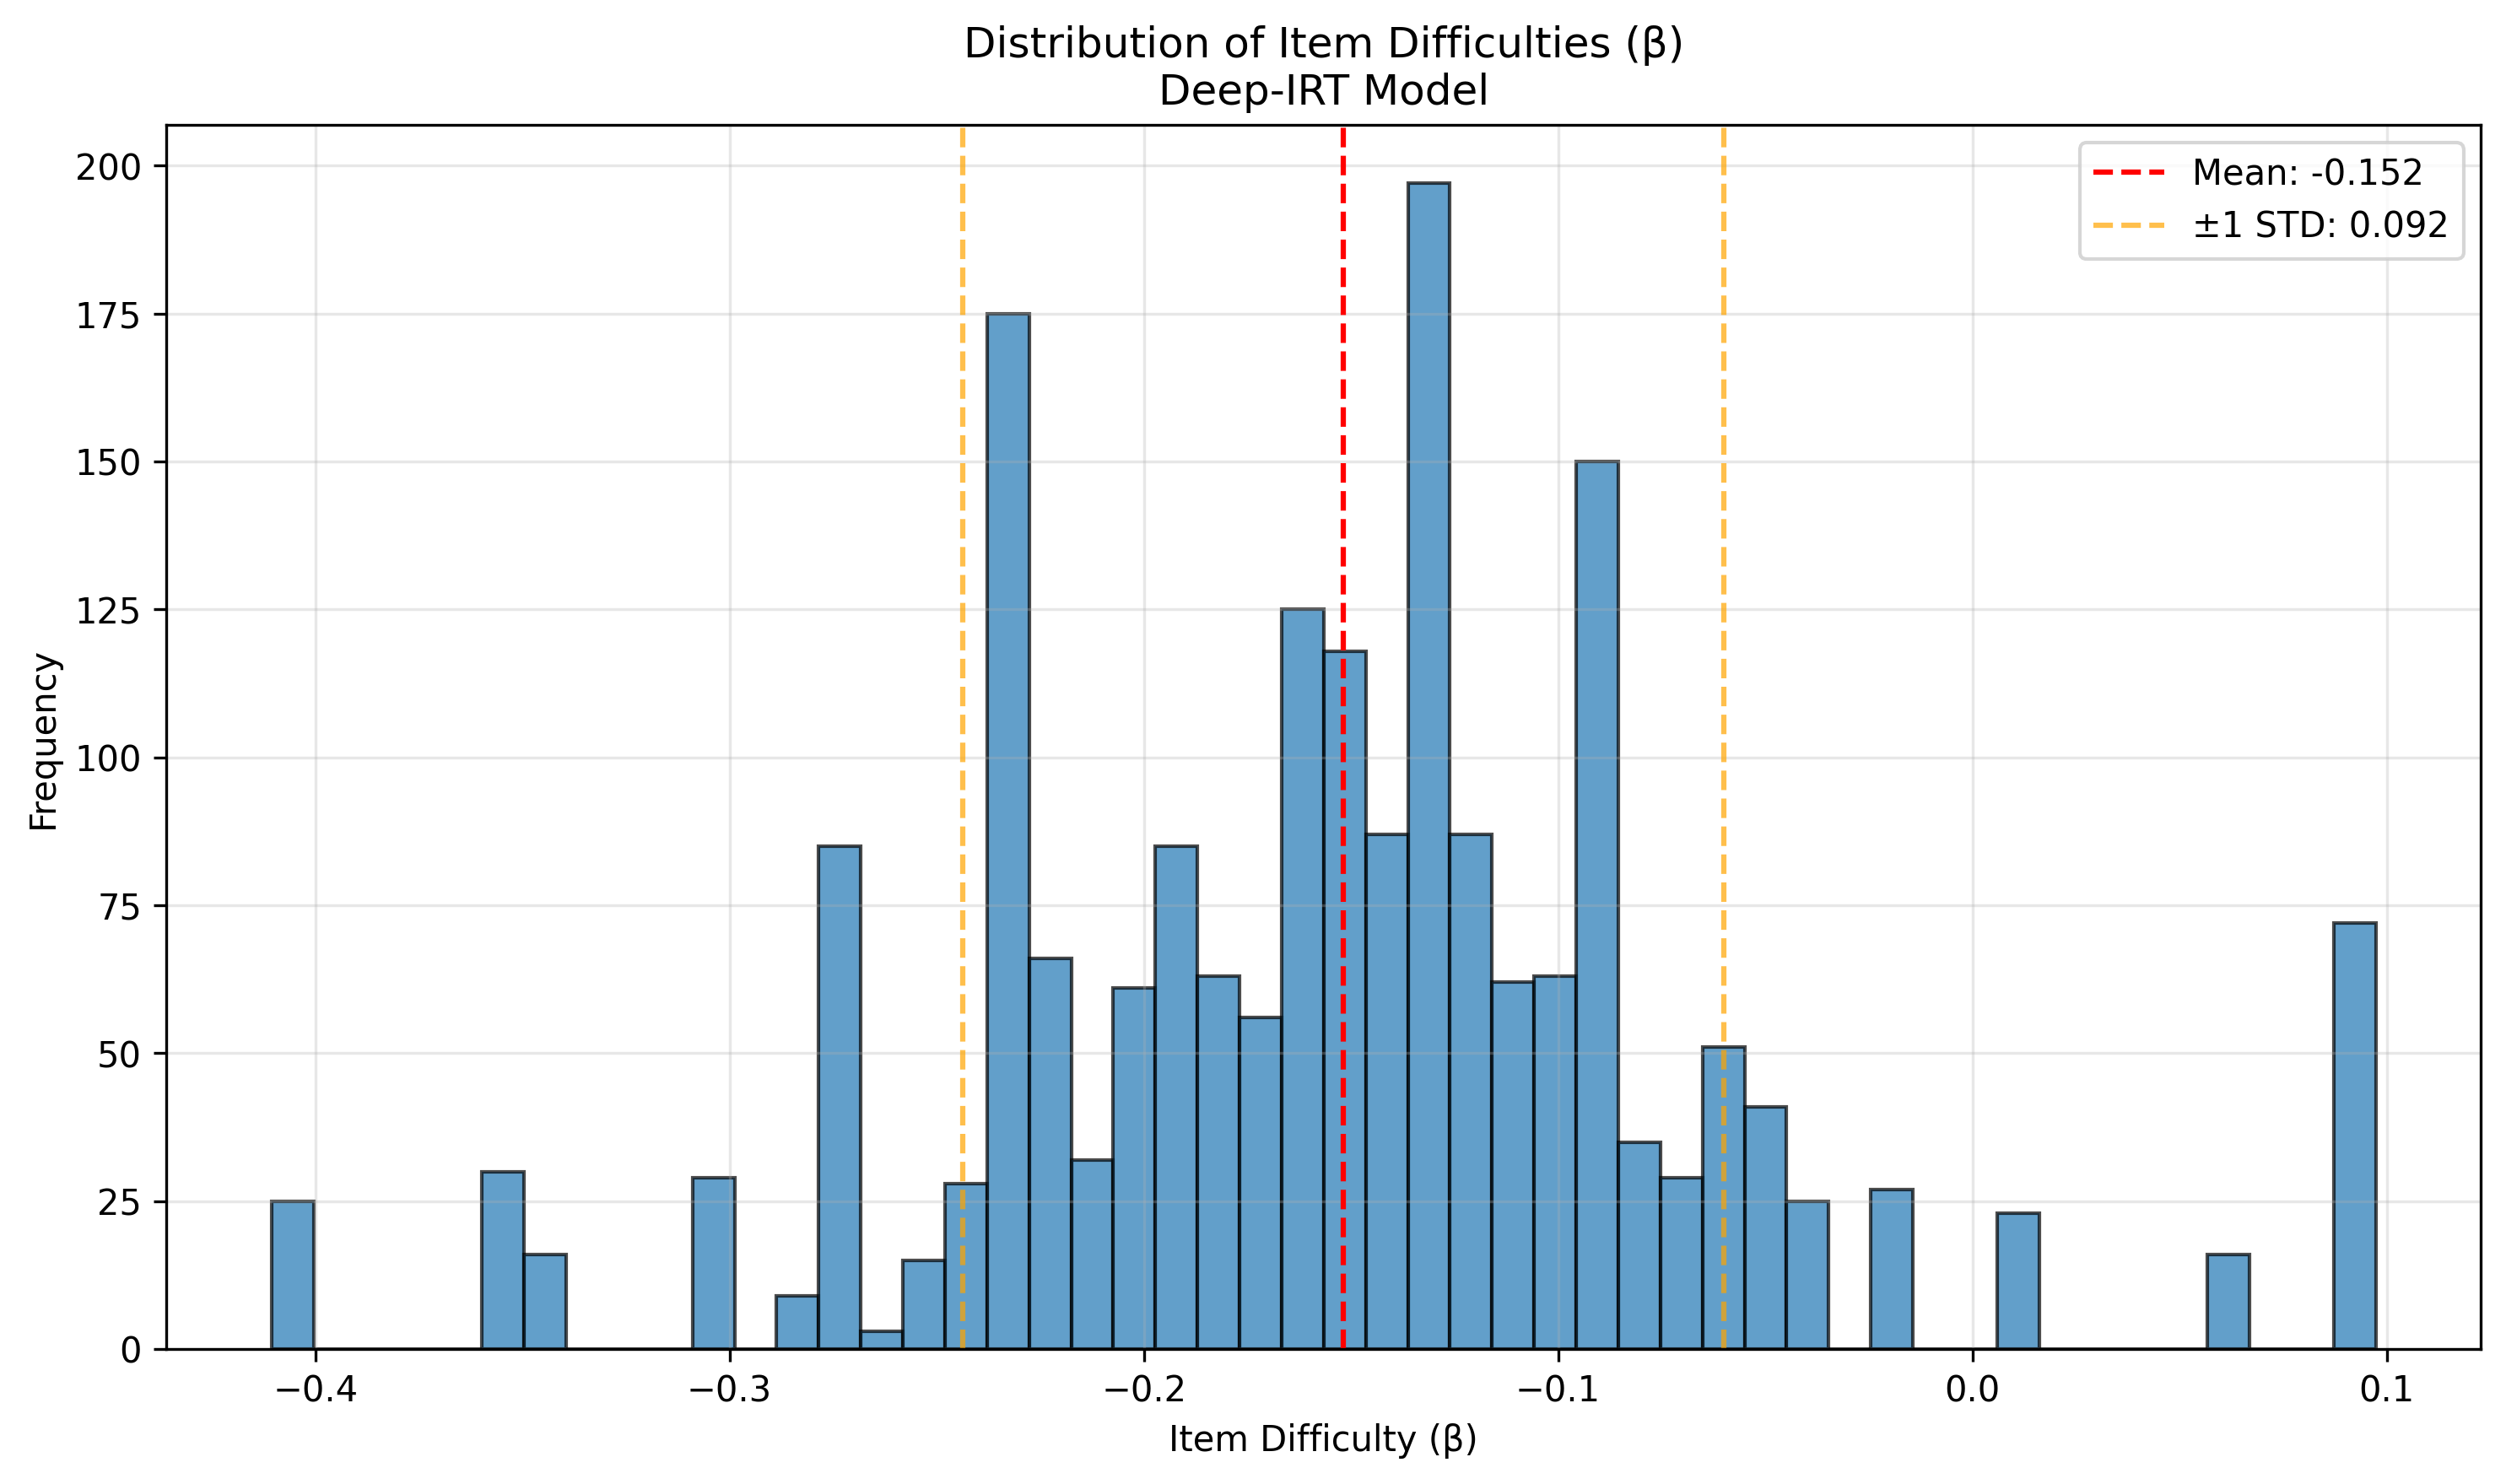 Distribution of Item Difficulties (β)
Deep-IRT Model
Mean: -0.152
±1 STD: 0.092
200
175
150
125
100
75
50
25
0
Frequency
−0.4
−0.3
−0.2
−0.1
0.0
0.1
Item Difficulty (β)